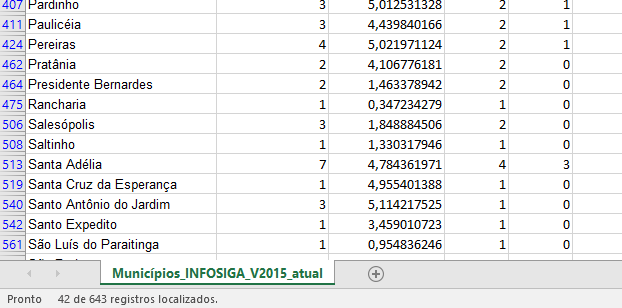 407 Pardinho 3 5,012531328 2 1
411 Paulicéia 3 4,439840166 2 1
424 Pereiras 4 5,021971124 2 1
462 Pratânia 2 4,106776181 2 0
464 Presidente Bernardes 2 1,463378942 2 0
475 Rancharia 1 0,347234279 1 0
506 Salesópolis 3 1,848884506 2 0
508 Saltinho 1 1,330317946 1 0
513 Santa Adélia 7 4,784361971 4 3
519 Santa Cruz da Esperança 1 4,955401388 1 0
540 Santo Antônio do Jardim 3 5,114217525 1 0
542 Santo Expedito 1 3,459010723 1 0
561 São Luís do Paraitinga 1 0,954836246 1 0
Municípios_INFOSIGA_V2015_atual
Pronto 42 de 643 registros localizados.